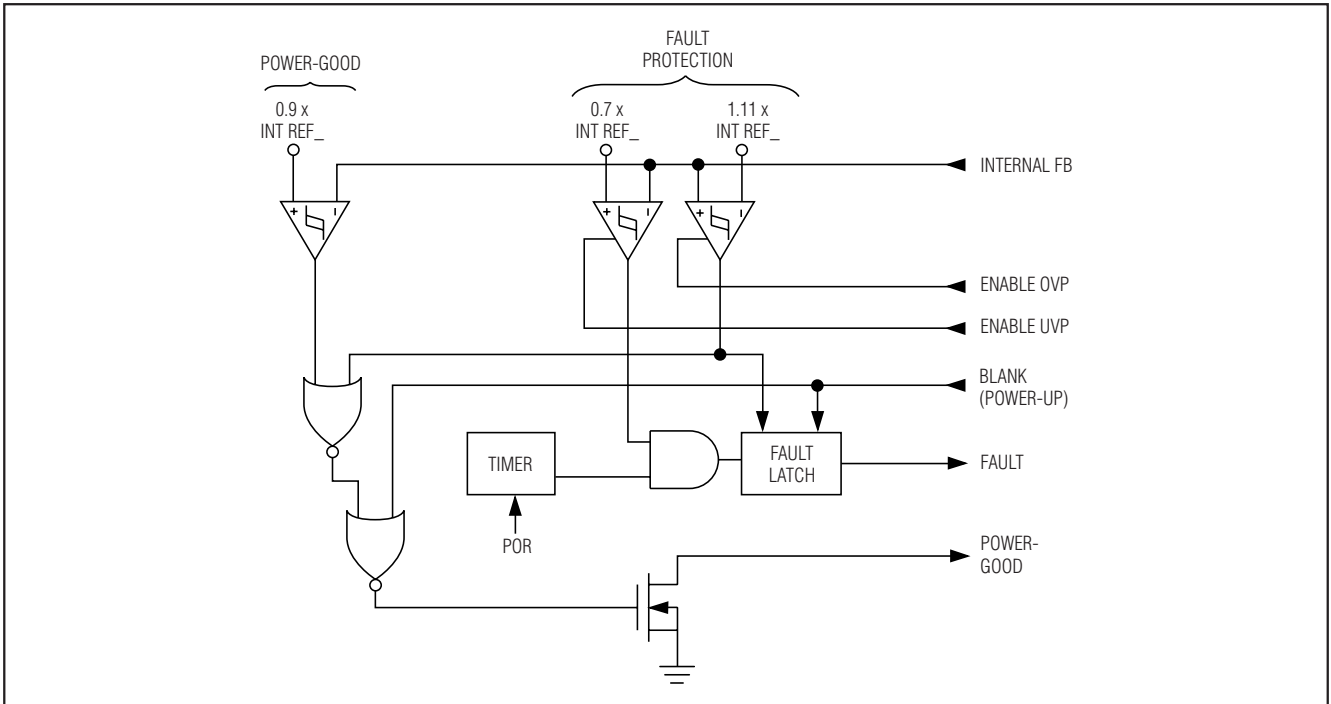 FAULT
PROTECTION
POWER-GOOD
0.9 x
INT REF_
0.7 x
INT REF_
1.11 x
INT REF_
INTERNAL FB
+ –
+ –
+ –
ENABLE OVP
ENABLE UVP
BLANK
(POWER-UP)
TIMER
FAULT
LATCH
FAULT
POR
POWER-
GOOD